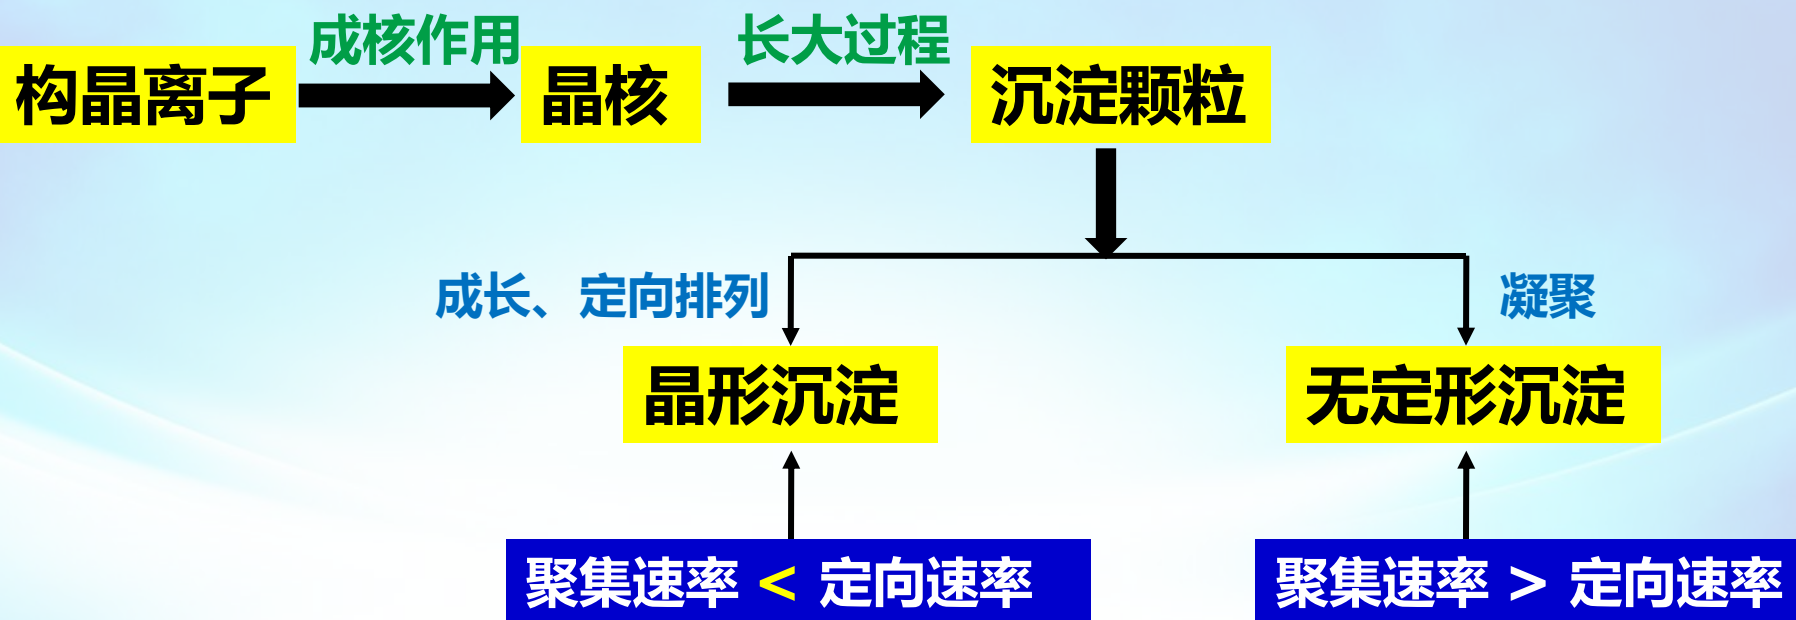 成核作用
长大过程
构晶离子
晶核
沉淀颗粒
成长、定向排列
凝聚
晶形沉淀
无定形沉淀
聚集速率 < 定向速率
聚集速率 > 定向速率